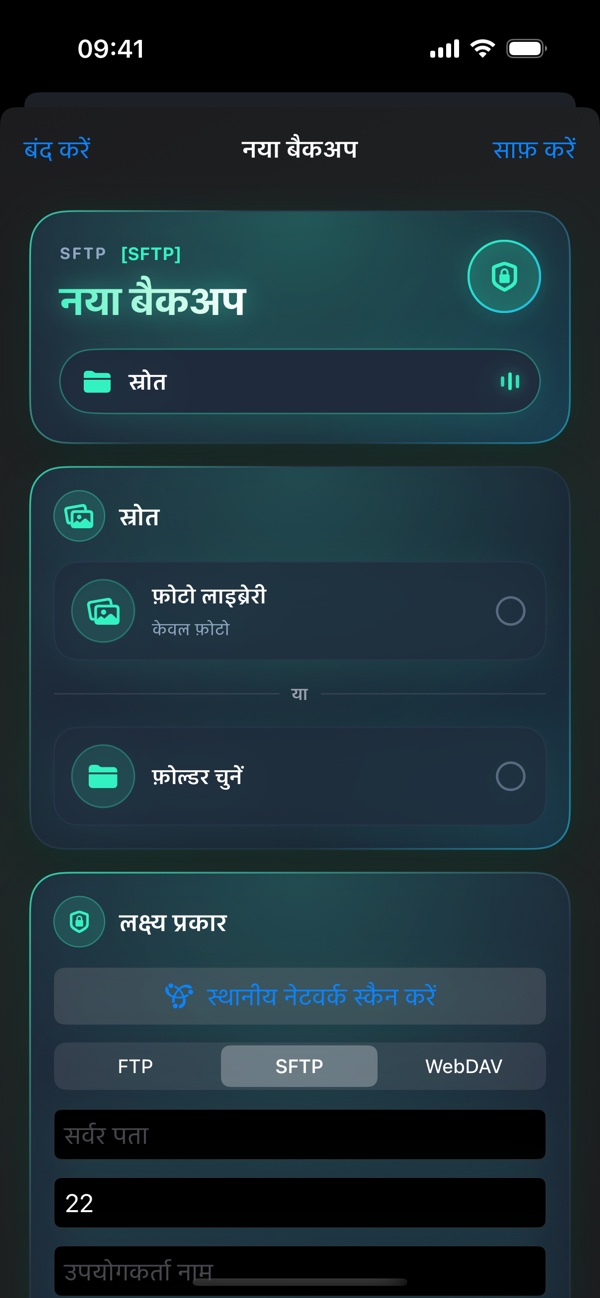 09:41
बंद करें नया बैकअप साफ़ करें
SFTP [SFTP]
नया बैकअप
स्रोत
स्रोत
फ़ोटो लाइब्रेरी
केवल फ़ोटो
या
फ़ोल्डर चुनें
लक्ष्य प्रकार
स्थानीय नेटवर्क स्कैन करें
FTP SFTP WebDAV
सर्वर पता
22
उपयोगकर्ता नाम